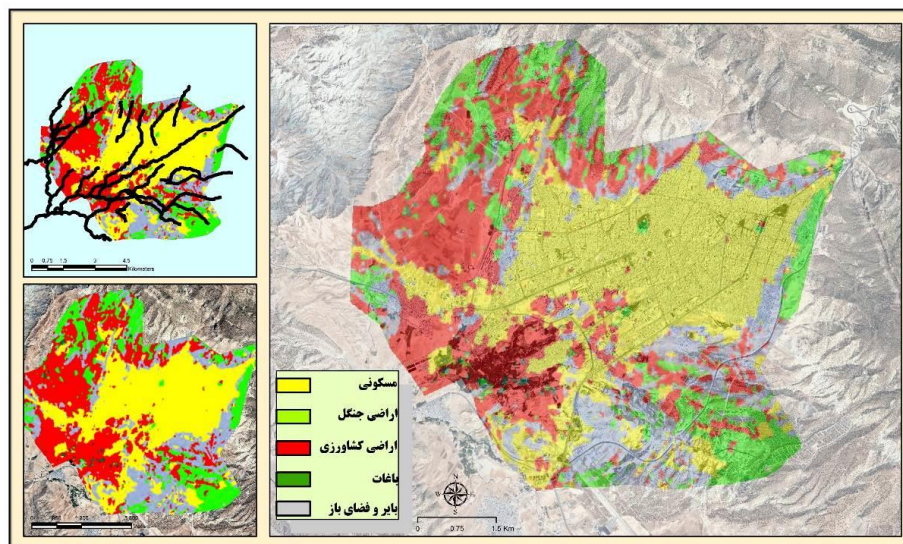 0 0.75 1.5 3 4.5
Kilometers
مسکونی
اراضی جنگل
اراضی کشاورزی
باغات
بایر و فضای باز
N
S
0 0.75 1.5 Km